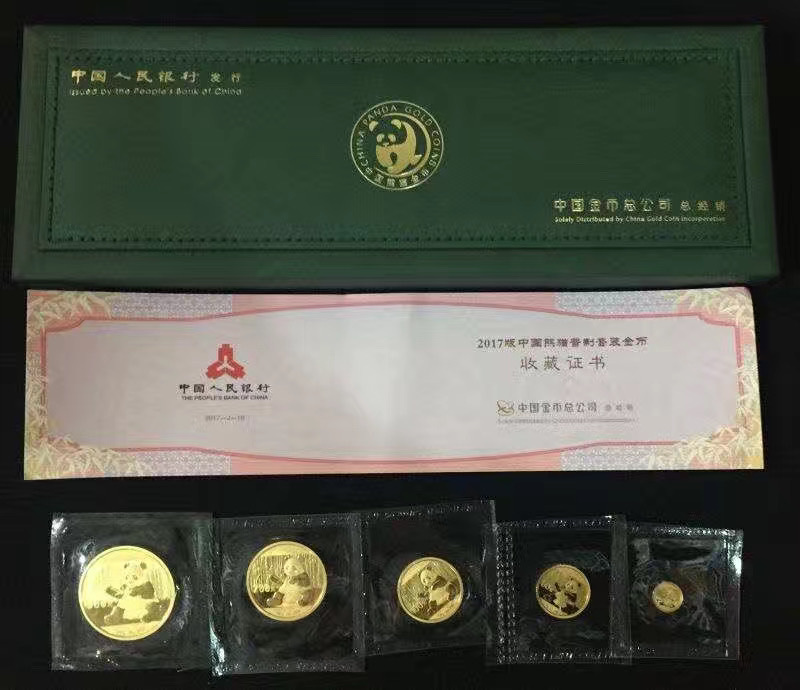 中国人民银行 发行
Issued by the People's Bank of China
CHINA PANDA GOLD COINS
中国熊猫金币
中国金币总公司 总经销
Solely Distributed by China Gold Coin Incorporation
2017版中国熊猫普制套装金币
收藏证书
中国人民银行
THE PEOPLE'S BANK OF CHINA
中国金币总公司 总经销